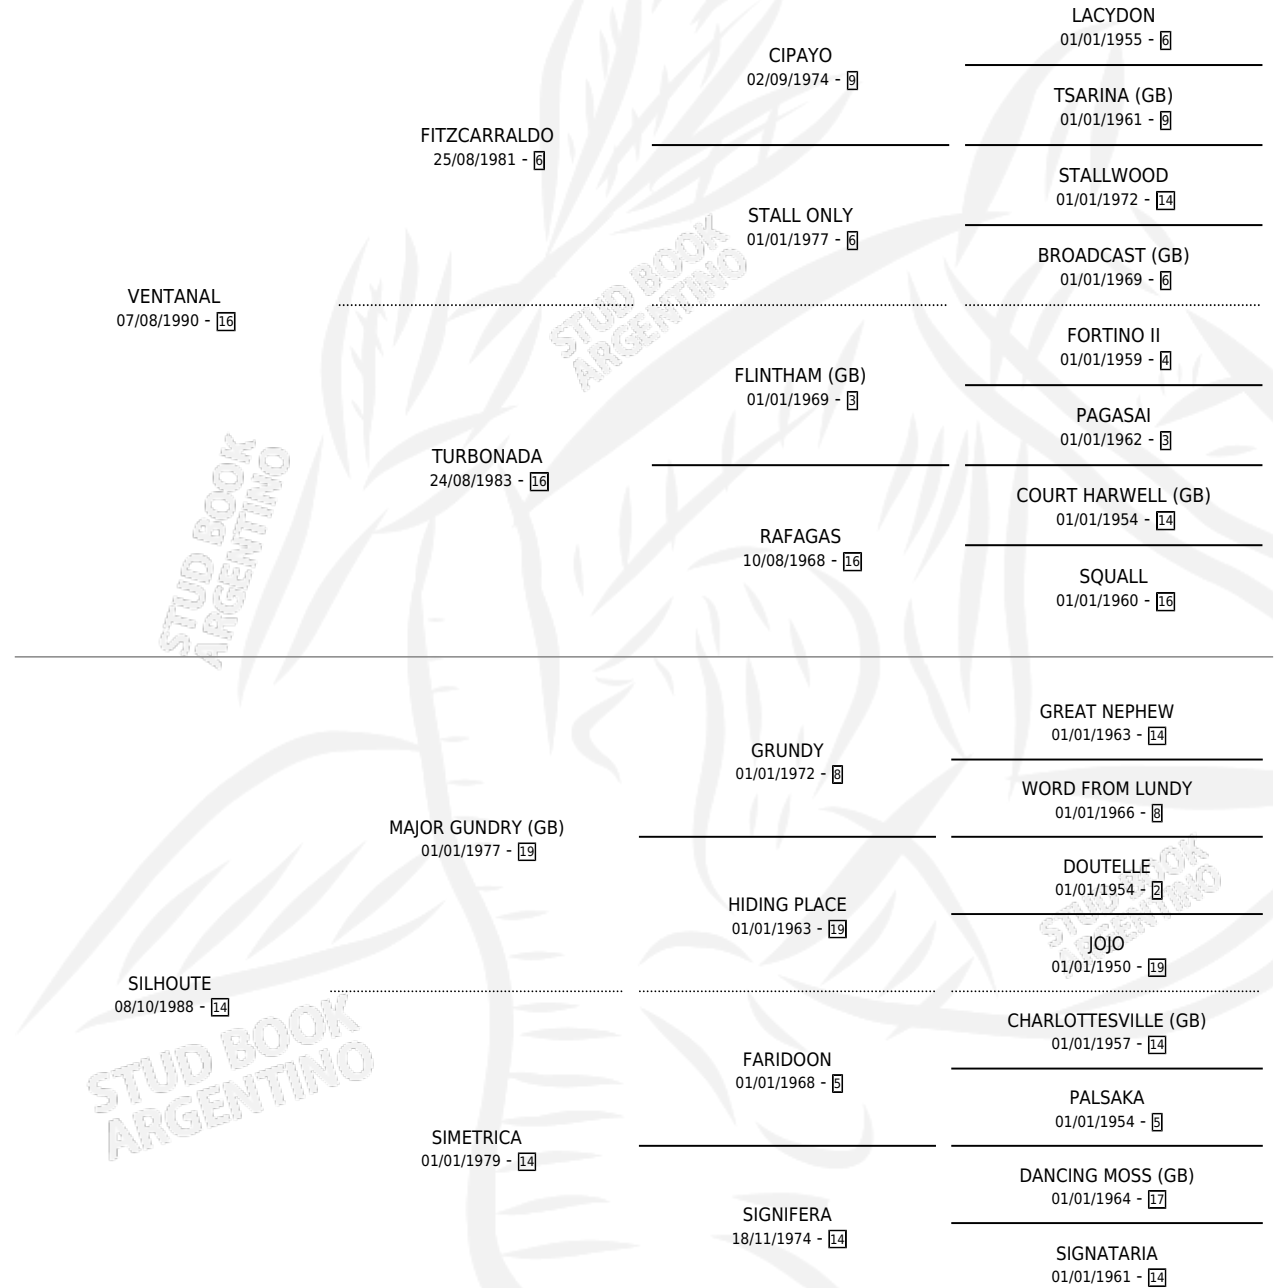 LACYDON
01/01/1955 - 6
CIPAYO
02/09/1974 - 9
TSARINA (GB)
01/01/1961 - 9
FITZCARRALDO
25/08/1981 - 6
STALLWOOD
01/01/1972 - 14
STALL ONLY
01/01/1977 - 6
BROADCAST (GB)
01/01/1969 - 6
VENTANAL
07/08/1990 - 16
FORTINO II
01/01/1959 - 4
FLINTHAM (GB)
01/01/1969 - 3
PAGASAI
01/01/1962 - 3
TURBONADA
24/08/1983 - 16
COURT HARWELL (GB)
01/01/1954 - 14
RAFAGAS
10/08/1968 - 16
SQUALL
01/01/1960 - 16
STUD BOOK
ARGENTINO
STUD BOOK
ARGENTINO
GREAT NEPHEW
01/01/1963 - 14
GRUNDY
01/01/1972 - 8
WORD FROM LUNDY
01/01/1966 - 8
MAJOR GUNDRY (GB)
01/01/1977 - 19
DOUTELLE
01/01/1954 - 2
HIDING PLACE
01/01/1963 - 19
JOJO
01/01/1950 - 19
STUD BOOK
ARGENTINO
SILHOUTE
08/10/1988 - 14
CHARLOTTESVILLE (GB)
01/01/1957 - 14
FARIDOON
01/01/1968 - 5
PALSAKA
01/01/1954 - 5
SIMETRICA
01/01/1979 - 14
DANCING MOSS (GB)
01/01/1964 - 17
SIGNIFERA
18/11/1974 - 14
SIGNATARIA
01/01/1961 - 14
STUD BOOK
ARGENTINO